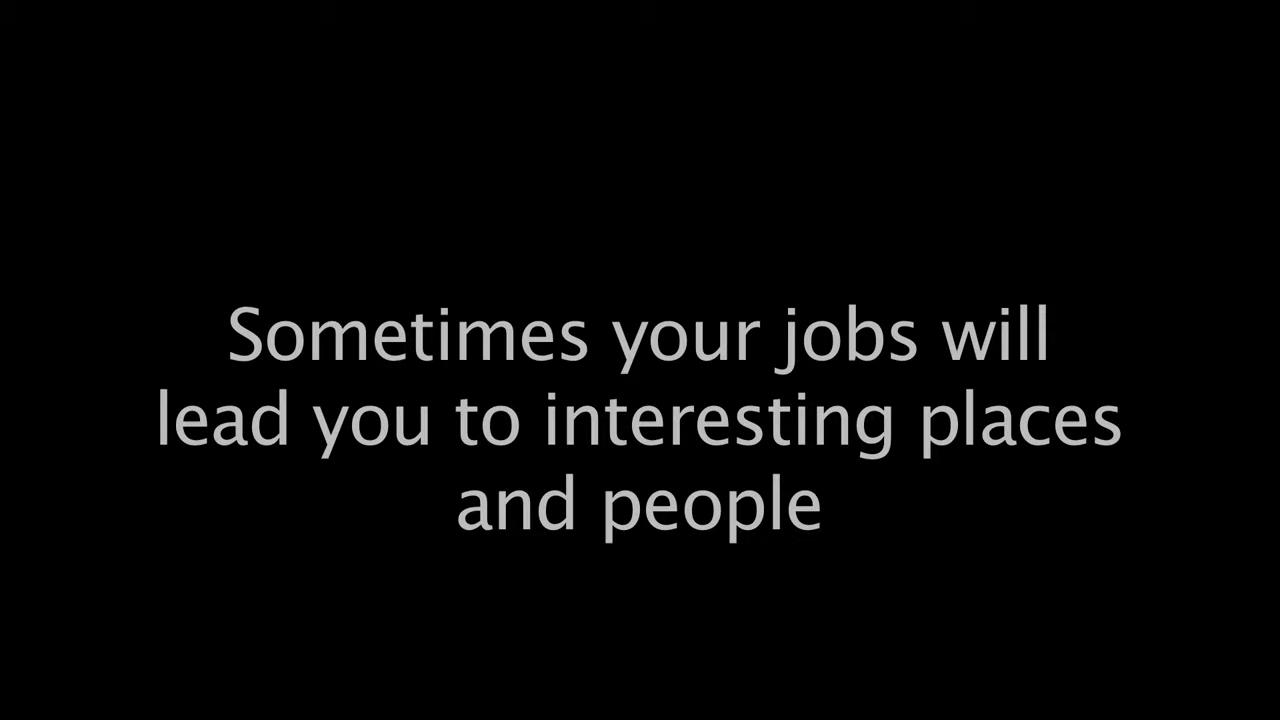 Sometimes your jobs will
lead you to interesting places
and people